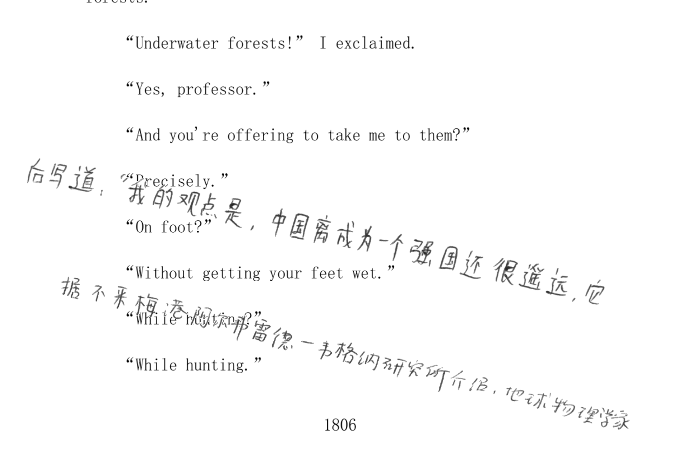 forests.
“Underwater forests!” I exclaimed.
“Yes, professor.”
“And you're offering to take me to them?”
“Precisely.”
后写道：“我的观点是，中国离成为一个强国还很遥远，它
“On foot?”
“Without getting your feet wet.”
据不来梅港阿尔弗雷德－韦格纳研究所介绍，地球物理学家
“While hunting?”
“While hunting.”
1806